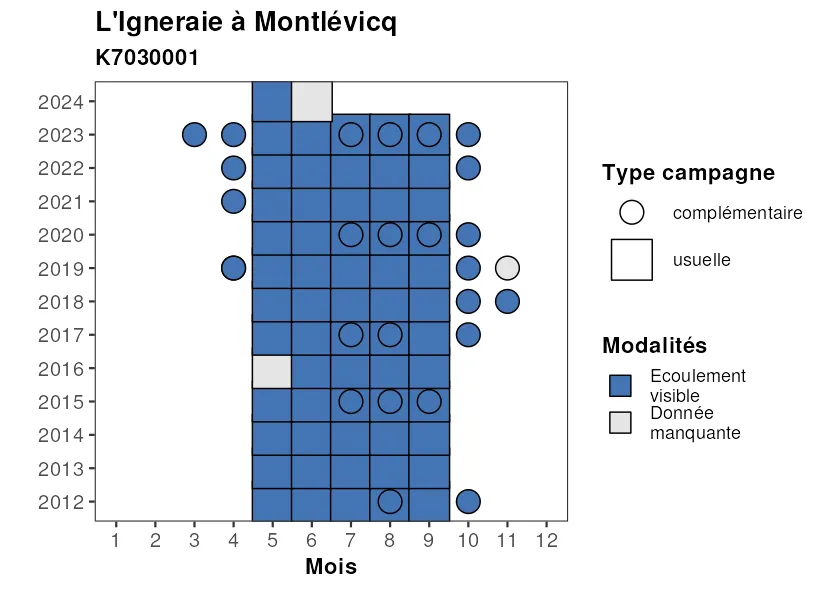 L'Igneraie à Montlévicq
K7030001
2024
2023
2022
2021
2020
2019
2018
2017
2016
2015
2014
2013
2012
1 2 3 4 5 6 7 8 9 10 11 12
Mois
Type campagne
complémentaire
usuelle
Modalités
Ecoulement
visible
Donnée
manquante